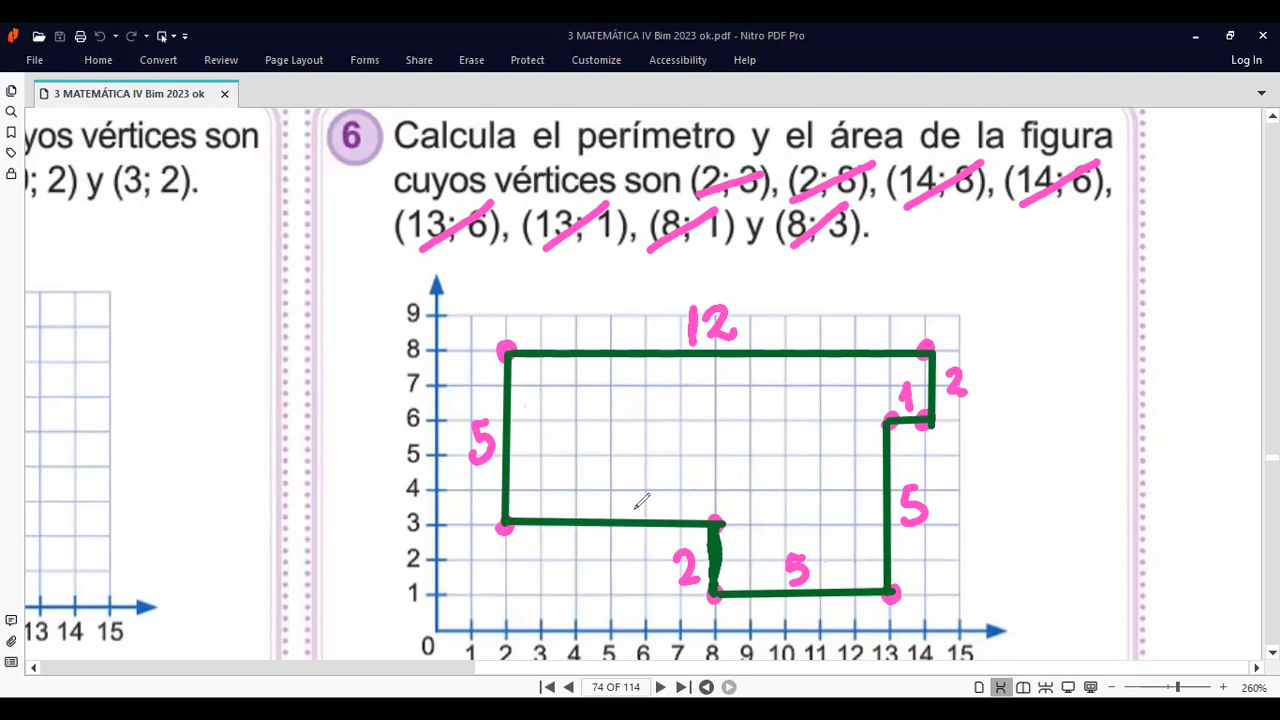 3 MATEMÁTICA IV Bim 2023 ok.pdf - Nitro PDF Pro
File Home Convert Review Page Layout Forms Share Erase Protect Customize Accessibility Help Log In
3 MATEMÁTICA IV Bim 2023 ok
yos vértices son
; 2) y (3; 2).
13 14 15
6 Calcula el perímetro y el área de la figura
cuyos vértices son (2; 3), (2; 8), (14; 8), (14; 6),
(13; 6), (13; 1), (8; 1) y (8; 3).
9
12
8
7
2
1
6
5
5
4
5
3
2
2
5
1
0
1 2 3 4 5 6 7 8 9 10 11 12 13 14 15
74 OF 114
260%